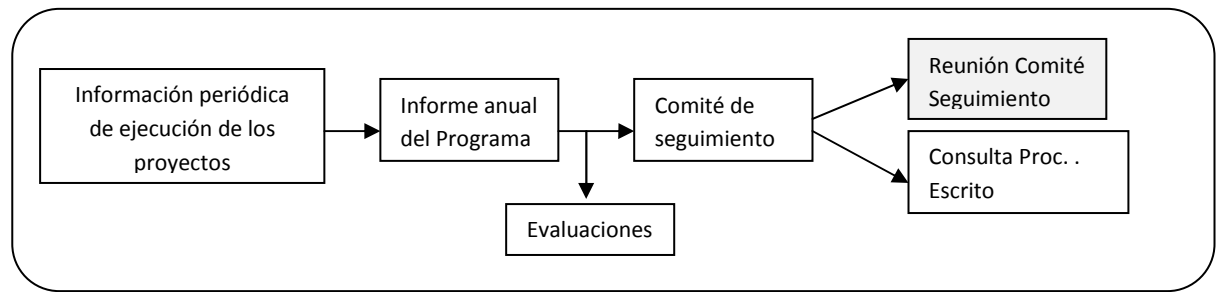 Información periódica
de ejecución de los
proyectos
Informe anual
del Programa
Evaluaciones
Comité de
seguimiento
Reunión Comité
Seguimiento
Consulta Proc. .
Escrito